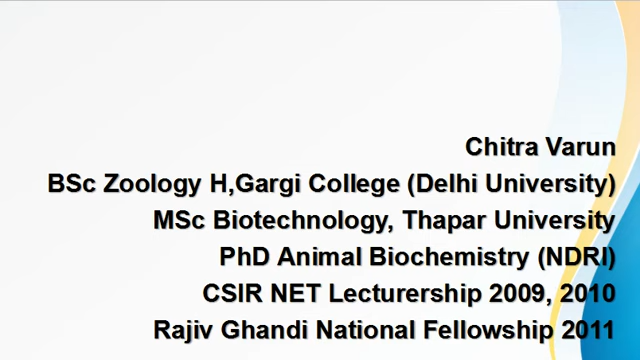 Chitra Varun
BSc Zoology H,Gargi College (Delhi University)
MSc Biotechnology, Thapar University
PhD Animal Biochemistry (NDRI)
CSIR NET Lecturership 2009, 2010
Rajiv Ghandi National Fellowship 2011